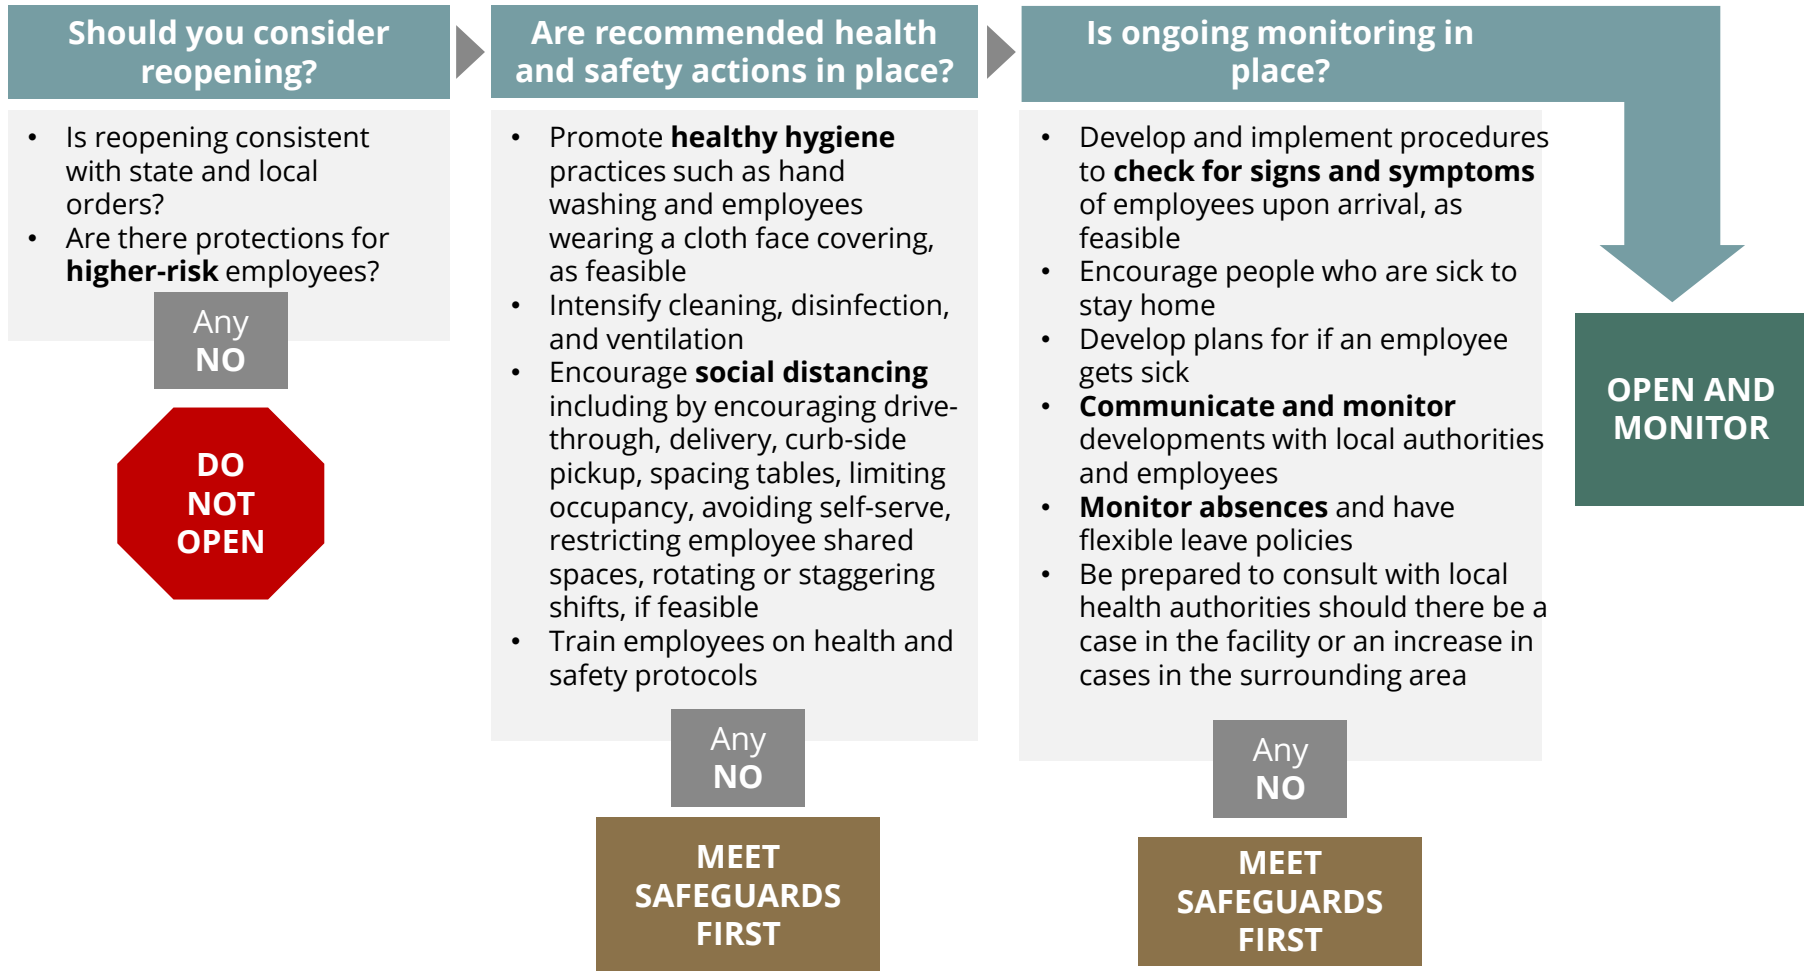 Should you consider
reopening?
• Is reopening consistent
with state and local
orders?
• Are there protections for
higher-risk employees?
Any
NO
DO
NOT
OPEN
Are recommended health
and safety actions in place?
• Promote healthy hygiene
practices such as hand
washing and employees
wearing a cloth face covering,
as feasible
• Intensify cleaning, disinfection,
and ventilation
• Encourage social distancing
including by encouraging drive-
through, delivery, curb-side
pickup, spacing tables, limiting
occupancy, avoiding self-serve,
restricting employee shared
spaces, rotating or staggering
shifts, if feasible
• Train employees on health and
safety protocols
Any
NO
MEET
SAFEGUARDS
FIRST
Is ongoing monitoring in
place?
• Develop and implement procedures
to check for signs and symptoms
of employees upon arrival, as
feasible
• Encourage people who are sick to
stay home
• Develop plans for if an employee
gets sick
• Communicate and monitor
developments with local authorities
and employees
• Monitor absences and have
flexible leave policies
• Be prepared to consult with local
health authorities should there be a
case in the facility or an increase in
cases in the surrounding area
Any
NO
MEET
SAFEGUARDS
FIRST
OPEN AND
MONITOR